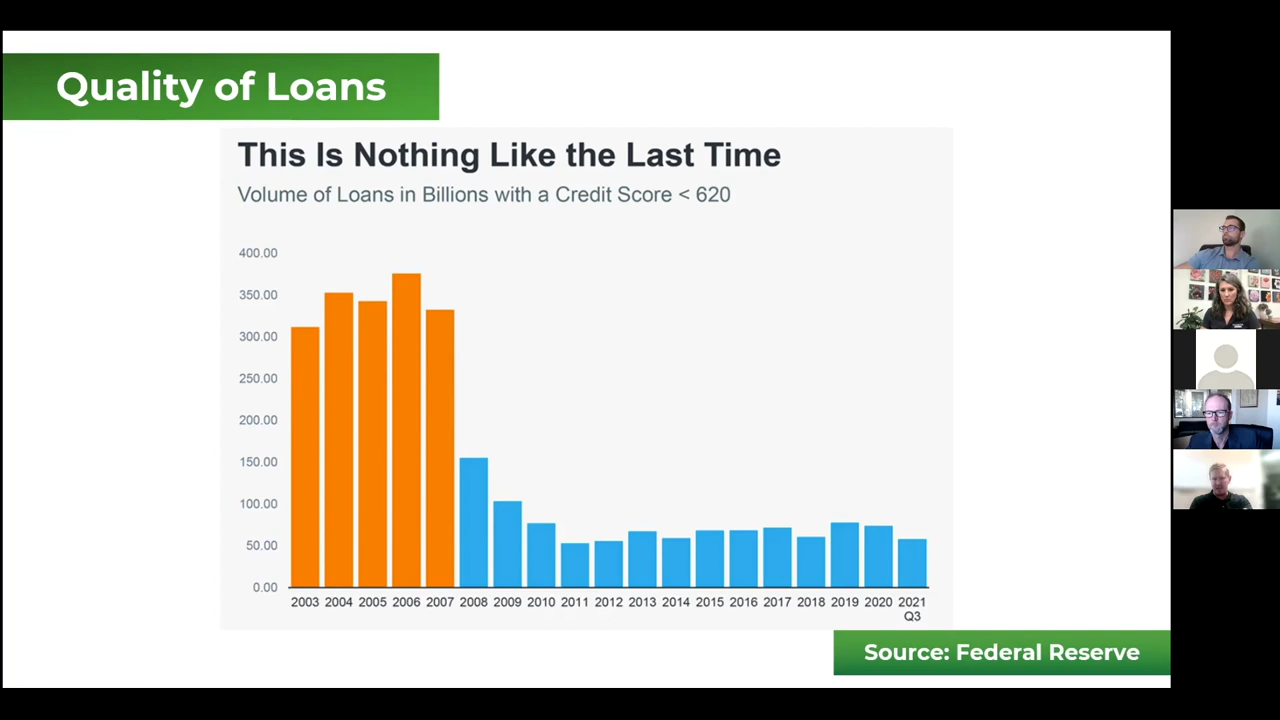 Quality of Loans
This Is Nothing Like the Last Time
Volume of Loans in Billions with a Credit Score < 620
400.00
350.00
300.00
250.00
200.00
150.00
100.00
50.00
0.00
2003 2004 2005 2006 2007 2008 2009 2010 2011 2012 2013 2014 2015 2016 2017 2018 2019 2020 2021
Q3
Source: Federal Reserve